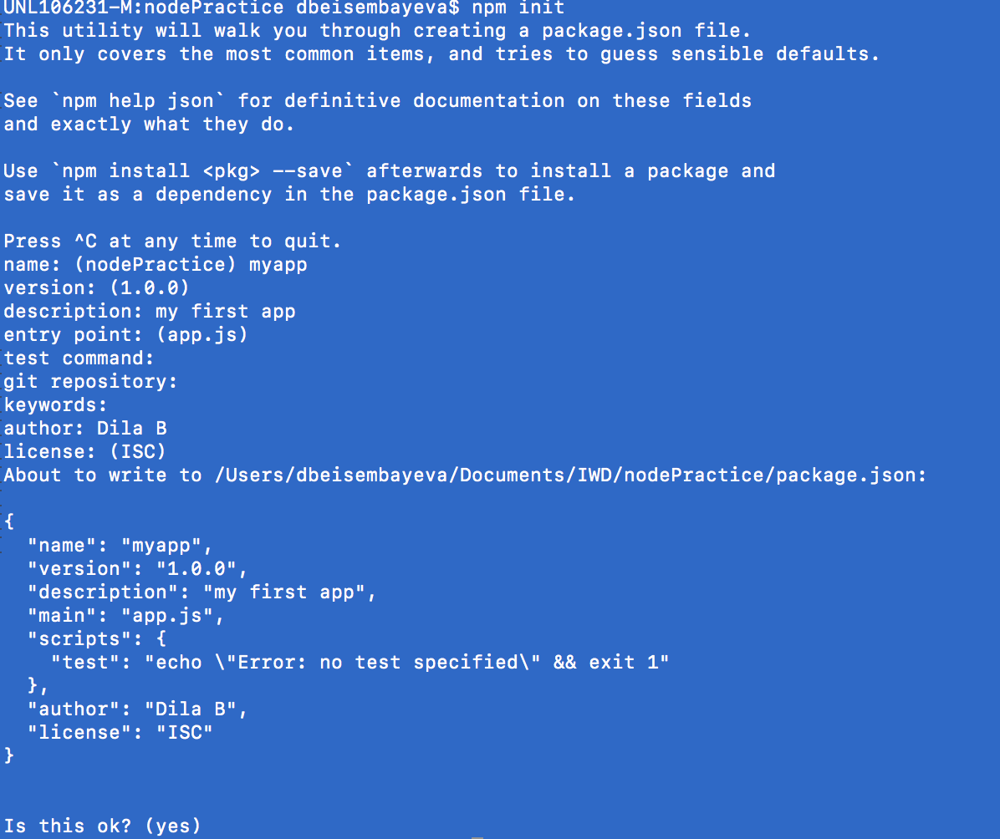 UNL106231-M:nodePractice dbeisembayeva$ npm init
This utility will walk you through creating a package.json file.
It only covers the most common items, and tries to guess sensible defaults.

See `npm help json` for definitive documentation on these fields
and exactly what they do.

Use `npm install <pkg> --save` afterwards to install a package and
save it as a dependency in the package.json file.

Press ^C at any time to quit.
name: (nodePractice) myapp
version: (1.0.0)
description: my first app
entry point: (app.js)
test command:
git repository:
keywords:
author: Dila B
license: (ISC)
About to write to /Users/dbeisembayeva/Documents/IWD/nodePractice/package.json:

{
  "name": "myapp",
  "version": "1.0.0",
  "description": "my first app",
  "main": "app.js",
  "scripts": {
    "test": "echo \"Error: no test specified\" && exit 1"
  },
  "author": "Dila B",
  "license": "ISC"
}

Is this ok? (yes)